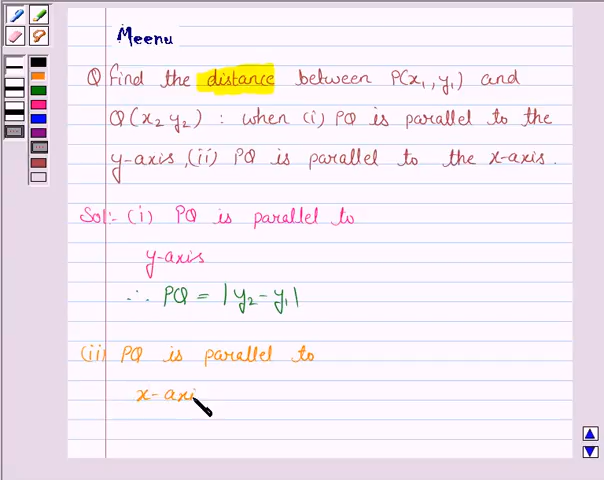 Meenu
Q Find the distance between P(x₁, y₁) and
Q(x₂ y₂) : when (i) PQ is parallel to the
y-axis, (ii) PQ is parallel to the x-axis.
Sol:- (i) PQ is parallel to
y-axis
∴ PQ = |y₂-y₁|
(ii) PQ is parallel to
x-axi